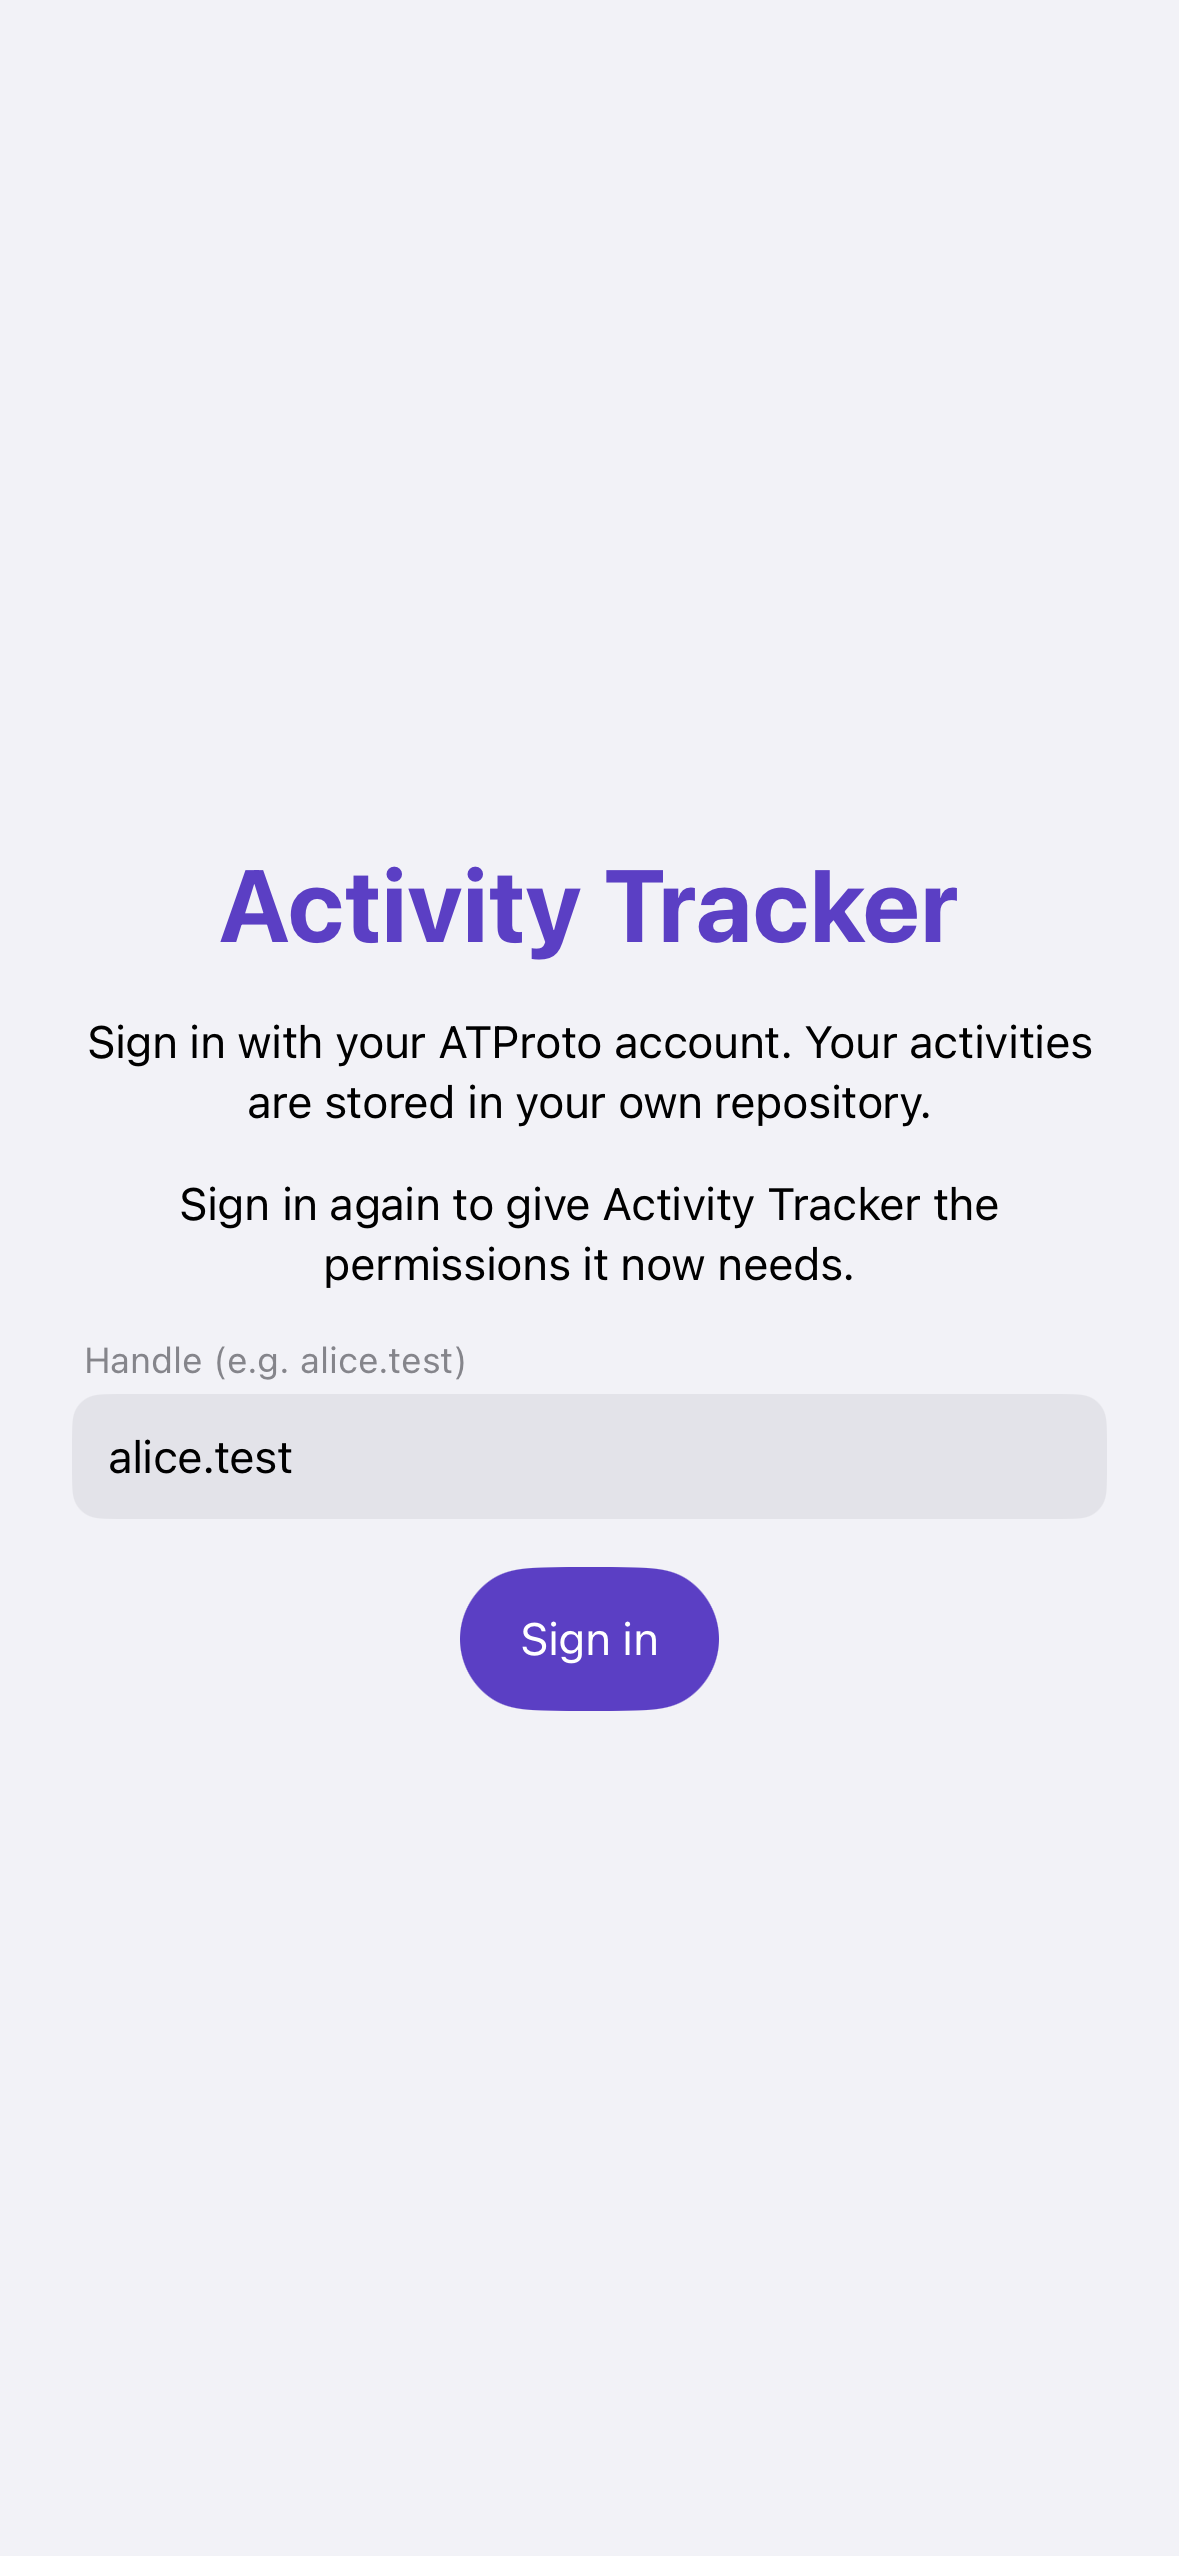 Activity Tracker
Sign in with your ATProto account. Your activities
are stored in your own repository.
Sign in again to give Activity Tracker the
permissions it now needs.
Handle (e.g. alice.test)
alice.test
Sign in